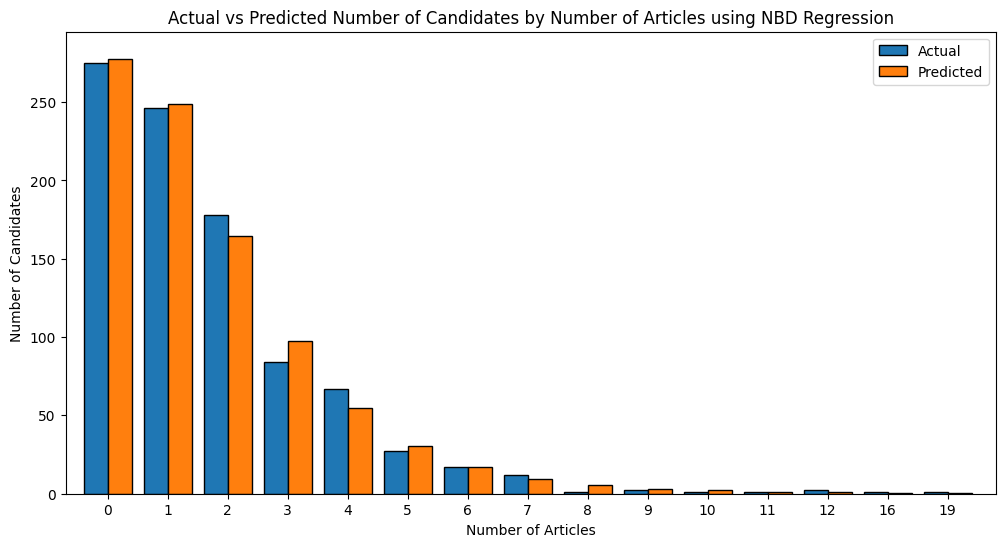 Actual vs Predicted Number of Candidates by Number of Articles using NBD Regression
Actual
Predicted
Number of Candidates
250
200
150
100
50
0
0 1 2 3 4 5 6 7 8 9 10 11 12 16 19
Number of Articles